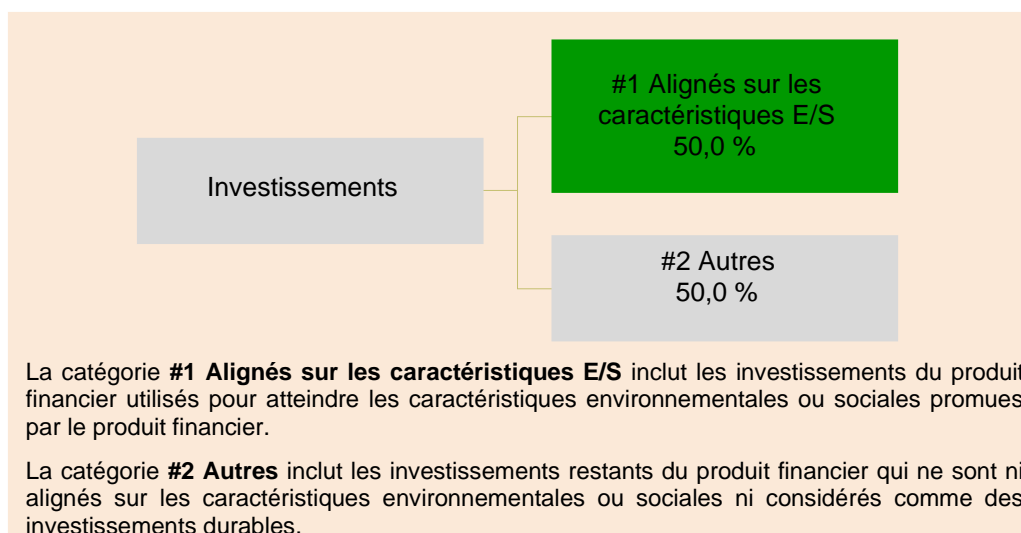 #1 Alignés sur les
caractéristiques E/S
50,0 %
Investissements
#2 Autres
50,0 %
La catégorie #1 Alignés sur les caractéristiques E/S inclut les investissements du produit
financier utilisés pour atteindre les caractéristiques environnementales ou sociales promues
par le produit financier.
La catégorie #2 Autres inclut les investissements restants du produit financier qui ne sont ni
alignés sur les caractéristiques environnementales ou sociales ni considérés comme des
investissements durables.